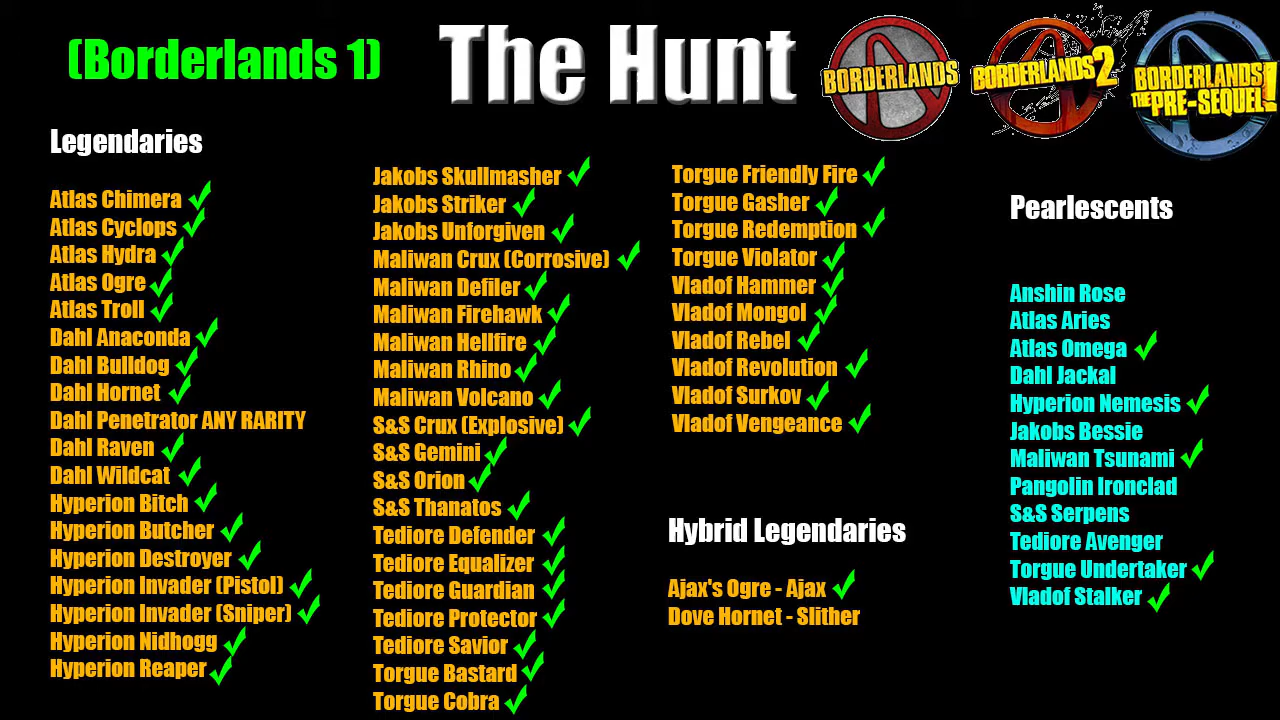 (Borderlands 1)
The Hunt
BORDERLANDS
BORDERLANDS 2
BORDERLANDS
THE PRE-SEQUEL!
Legendaries
Atlas Chimera
Atlas Cyclops
Atlas Hydra
Atlas Ogre
Atlas Troll
Dahl Anaconda
Dahl Bulldog
Dahl Hornet
Dahl Penetrator ANY RARITY
Dahl Raven
Dahl Wildcat
Hyperion Bitch
Hyperion Butcher
Hyperion Destroyer
Hyperion Invader (Pistol)
Hyperion Invader (Sniper)
Hyperion Nidhogg
Hyperion Reaper
Jakobs Skullmasher
Jakobs Striker
Jakobs Unforgiven
Maliwan Crux (Corrosive)
Maliwan Defiler
Maliwan Firehawk
Maliwan Hellfire
Maliwan Rhino
Maliwan Volcano
S&S Crux (Explosive)
S&S Gemini
S&S Orion
S&S Thanatos
Tediore Defender
Tediore Equalizer
Tediore Guardian
Tediore Protector
Tediore Savior
Torgue Bastard
Torgue Cobra
Torgue Friendly Fire
Torgue Gasher
Torgue Redemption
Torgue Violator
Vladof Hammer
Vladof Mongol
Vladof Rebel
Vladof Revolution
Vladof Surkov
Vladof Vengeance
Hybrid Legendaries
Ajax's Ogre - Ajax
Dove Hornet - Slither
Pearlescents
Anshin Rose
Atlas Aries
Atlas Omega
Dahl Jackal
Hyperion Nemesis
Jakobs Bessie
Maliwan Tsunami
Pangolin Ironclad
S&S Serpens
Tediore Avenger
Torgue Undertaker
Vladof Stalker